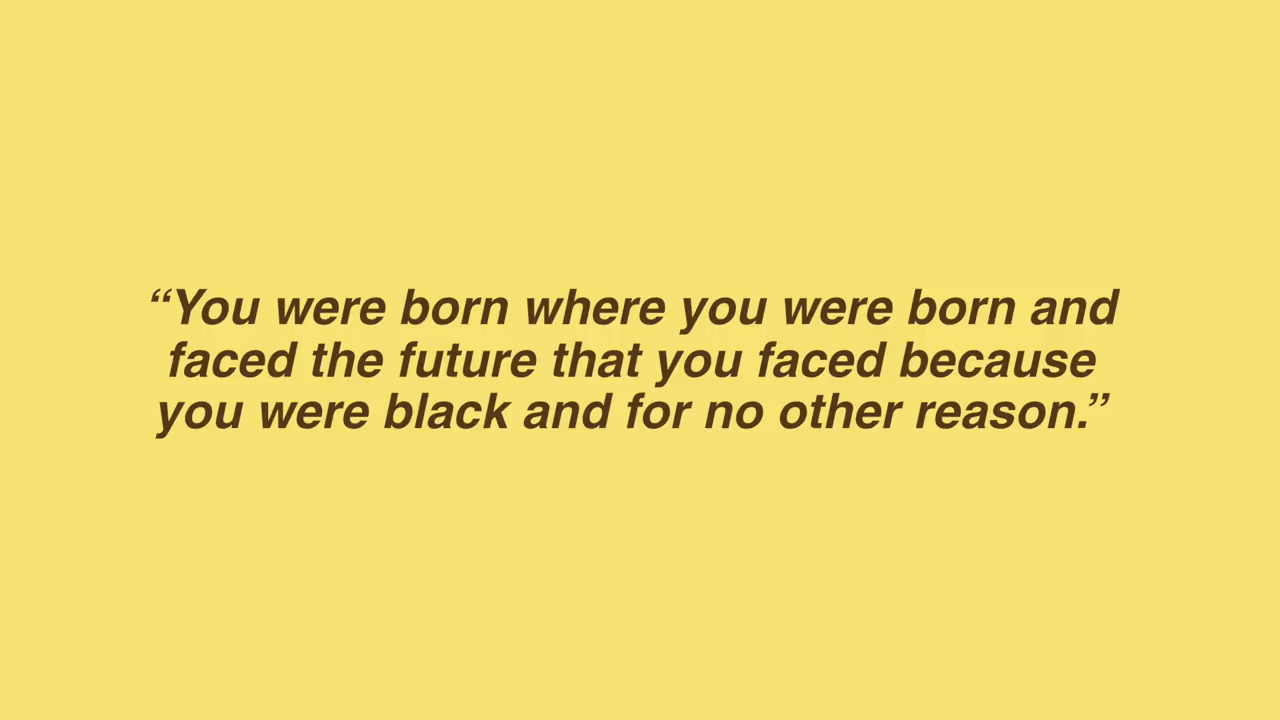 “You were born where you were born and
faced the future that you faced because
you were black and for no other reason.”